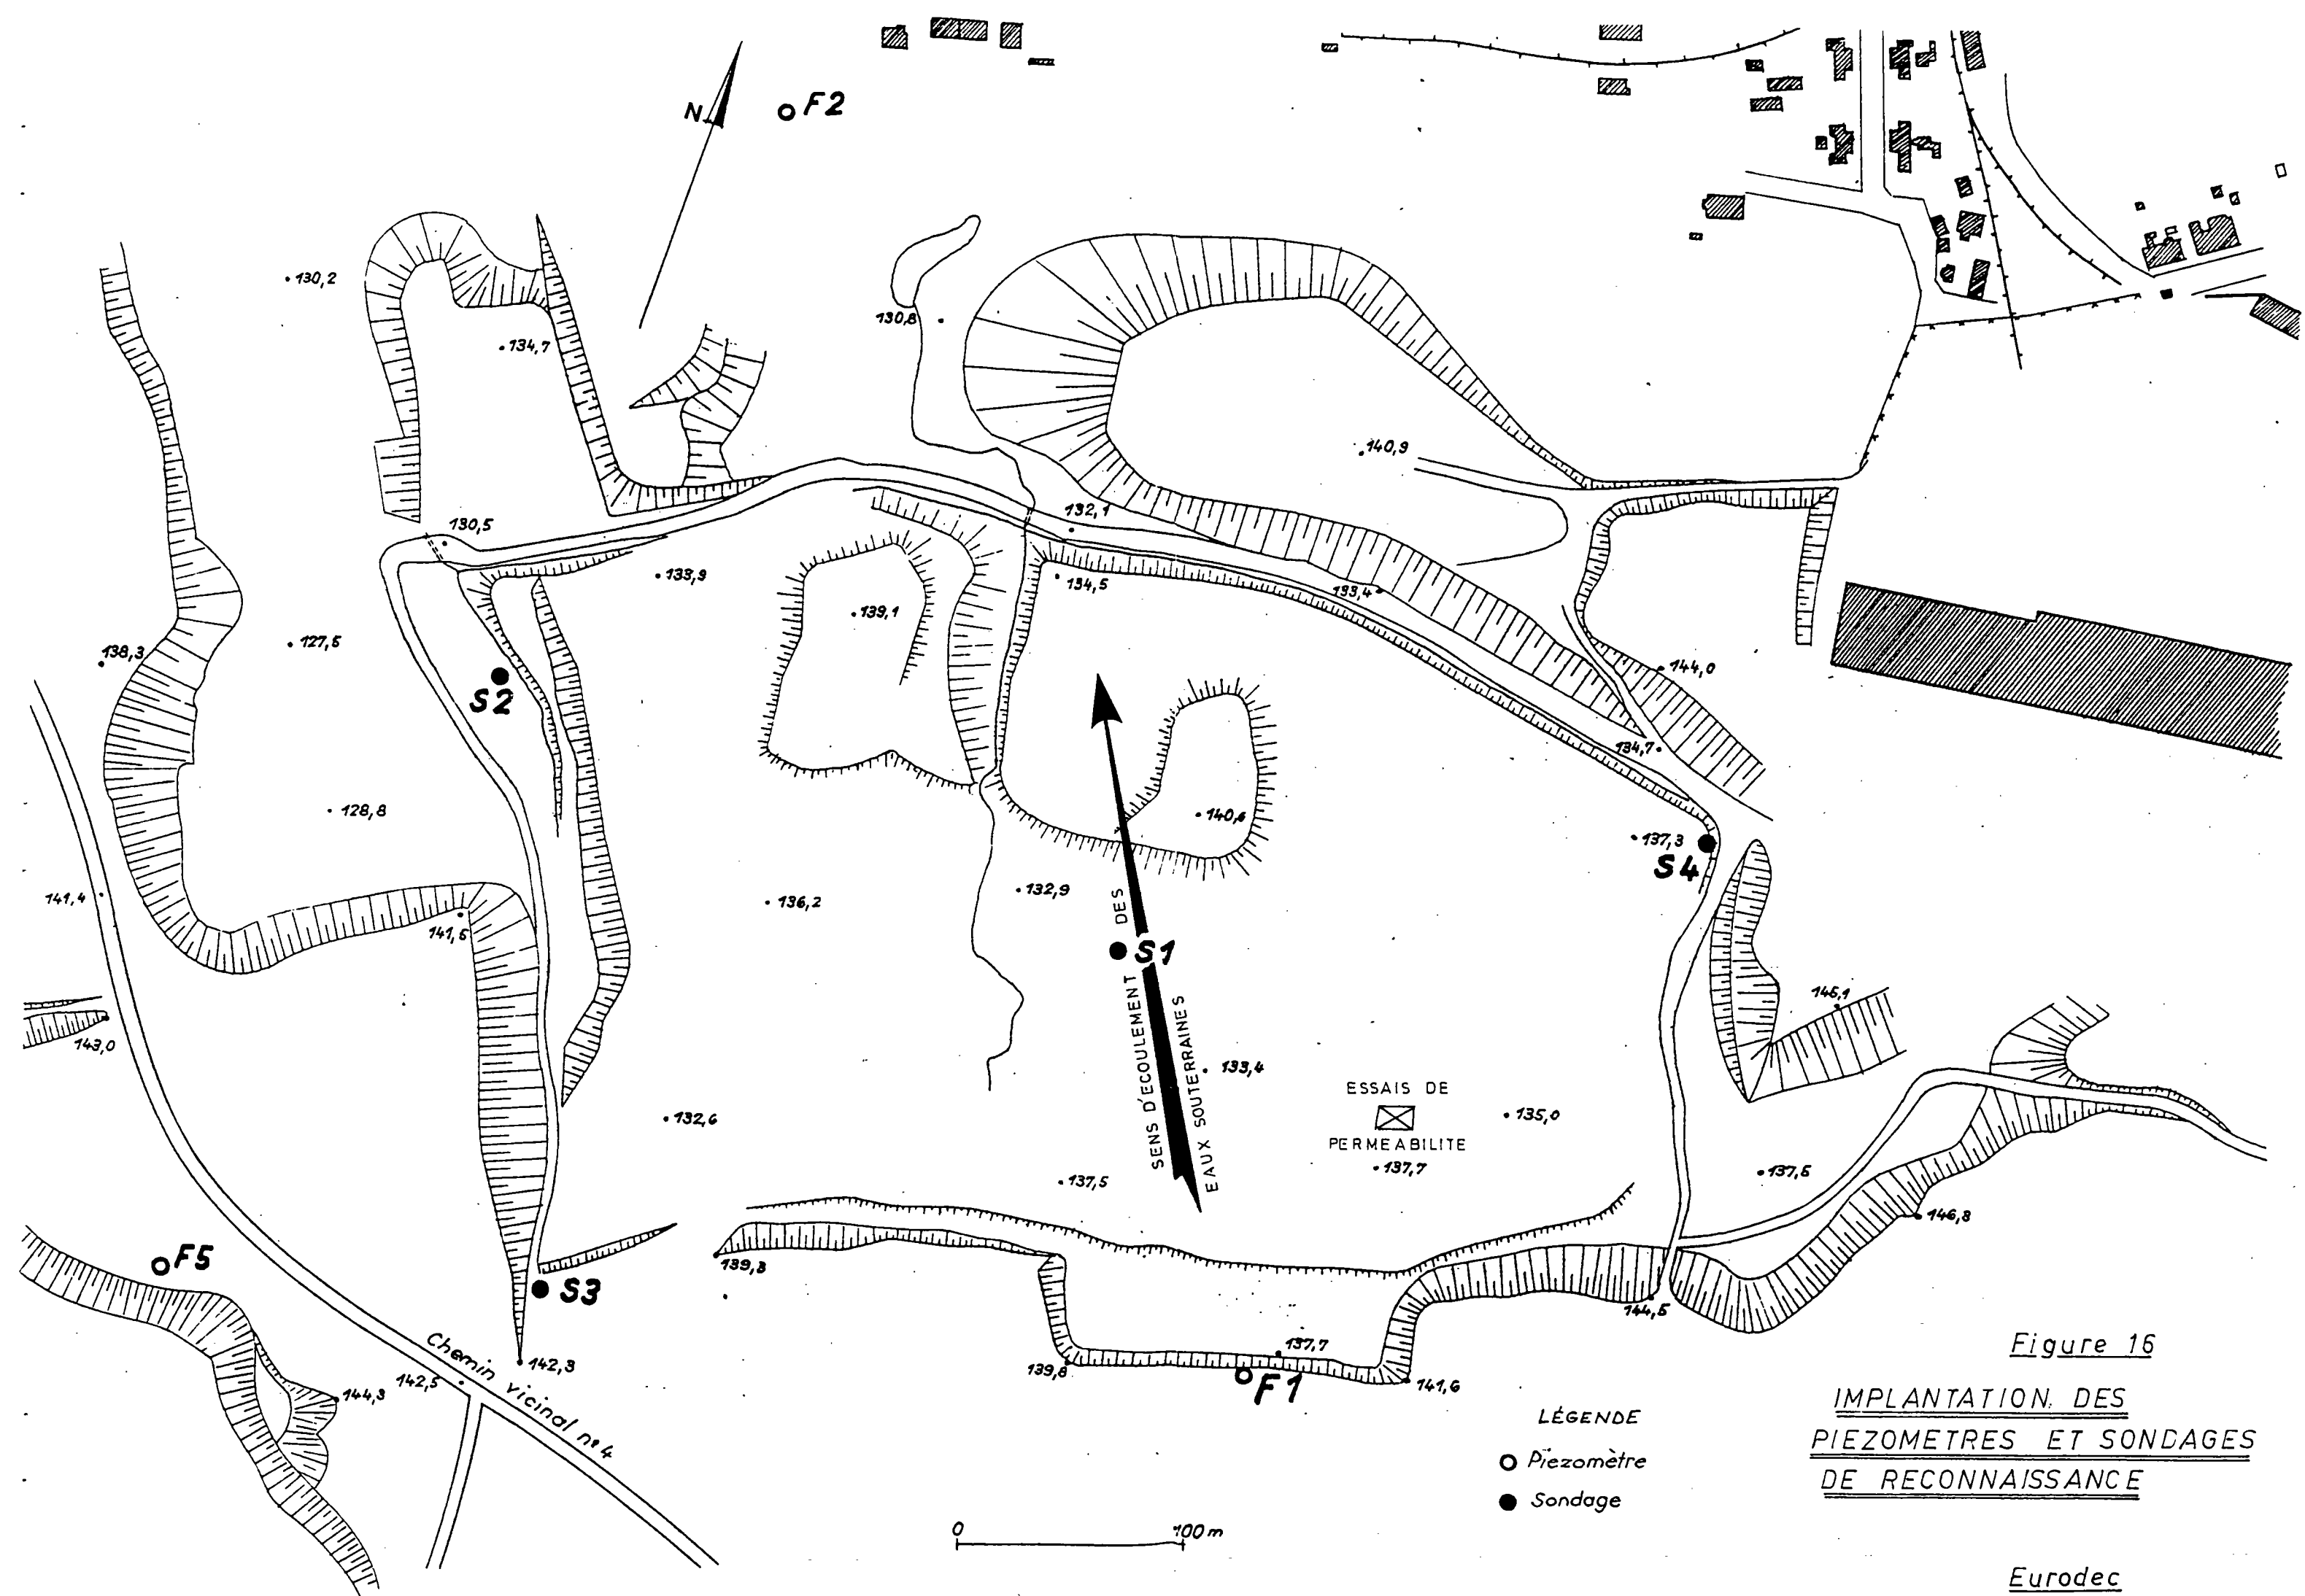 F2
N
130,2
130,8
134,7
140,9
130,5
132,1
133,9
134,5
133,4
139,1
127,5
138,3
144,0
S2
134,7
128,8
140,6
137,3
S4
141,4
136,2
132,9
141,5
SENS D'ECOULEMENT DES
EAUX SOUTERRAINES
S1
145,1
143,0
133,4
ESSAIS DE
PERMEABILITE
135,0
132,6
137,7
137,5
137,6
146,8
F5
139,3
S3
144,5
137,7
142,3
139,8
F1
141,6
142,5
144,3
Chemin vicinal n°4
Figure 16
IMPLANTATION DES
PIEZOMETRES ET SONDAGES
DE RECONNAISSANCE
LÉGENDE
Piezomètre
Sondage
0 100m
Eurodec